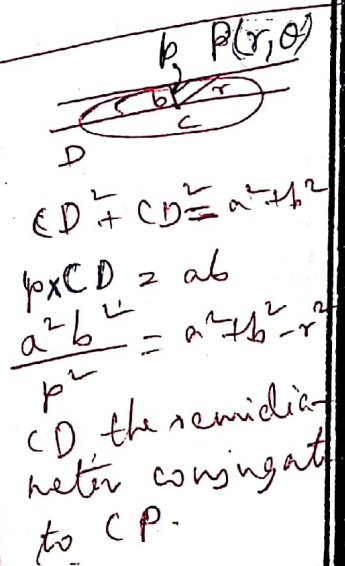 p, P(r,θ)
b r
C
D
CD² + CD² = a²+b²
p×CD = ab
a²b²/p² = a²+b²-r²
CD, the semidia-
meter conjugate
to CP.